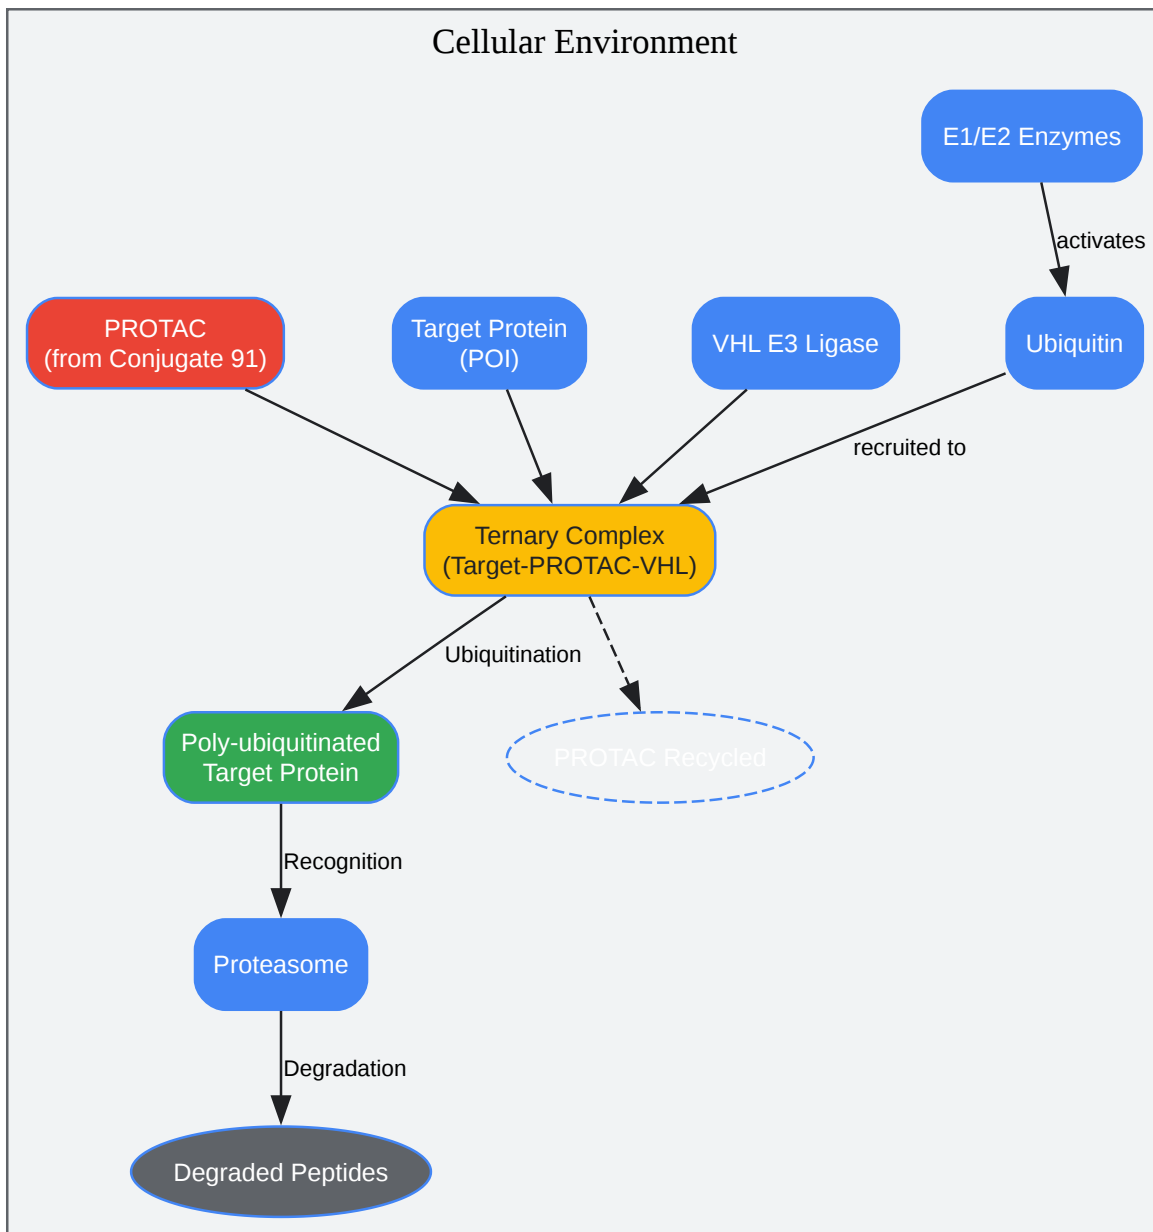 Cellular Environment
E1/E2 Enzymes
activates
PROTAC
(from Conjugate 91)
Target Protein
(POI)
VHL E3 Ligase
Ubiquitin
recruited to
Ternary Complex
(Target-PROTAC-VHL)
Ubiquitination
Poly-ubiquitinated
Target Protein
PROTAC Recycled
Recognition
Proteasome
Degradation
Degraded Peptides